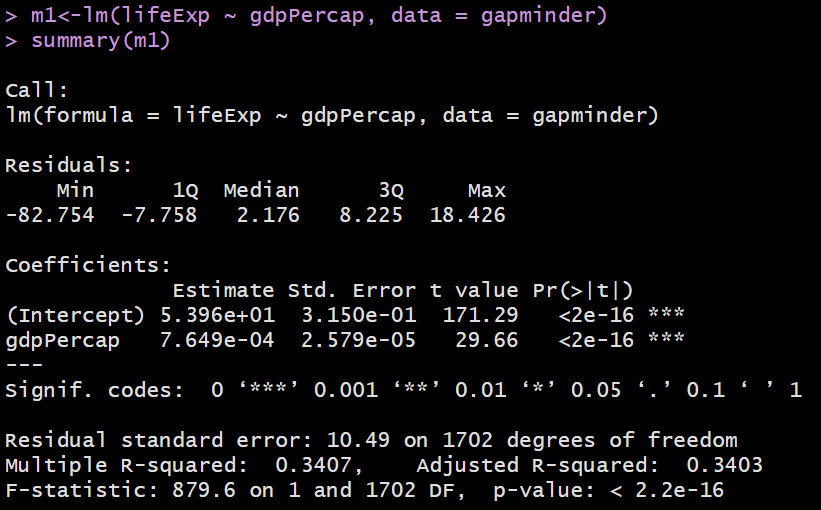 > m1<-lm(lifeExp ~ gdpPercap, data = gapminder)
> summary(m1)

Call:
lm(formula = lifeExp ~ gdpPercap, data = gapminder)

Residuals:
    Min      1Q  Median      3Q     Max
-82.754  -7.758   2.176   8.225  18.426

Coefficients:
             Estimate Std. Error t value Pr(>|t|)
(Intercept) 5.396e+01  3.150e-01  171.29   <2e-16 ***
gdpPercap   7.649e-04  2.579e-05   29.66   <2e-16 ***
---
Signif. codes:  0 ‘***’ 0.001 ‘**’ 0.01 ‘*’ 0.05 ‘.’ 0.1 ‘ ’ 1

Residual standard error: 10.49 on 1702 degrees of freedom
Multiple R-squared:  0.3407,	Adjusted R-squared:  0.3403
F-statistic: 879.6 on 1 and 1702 DF,  p-value: < 2.2e-16